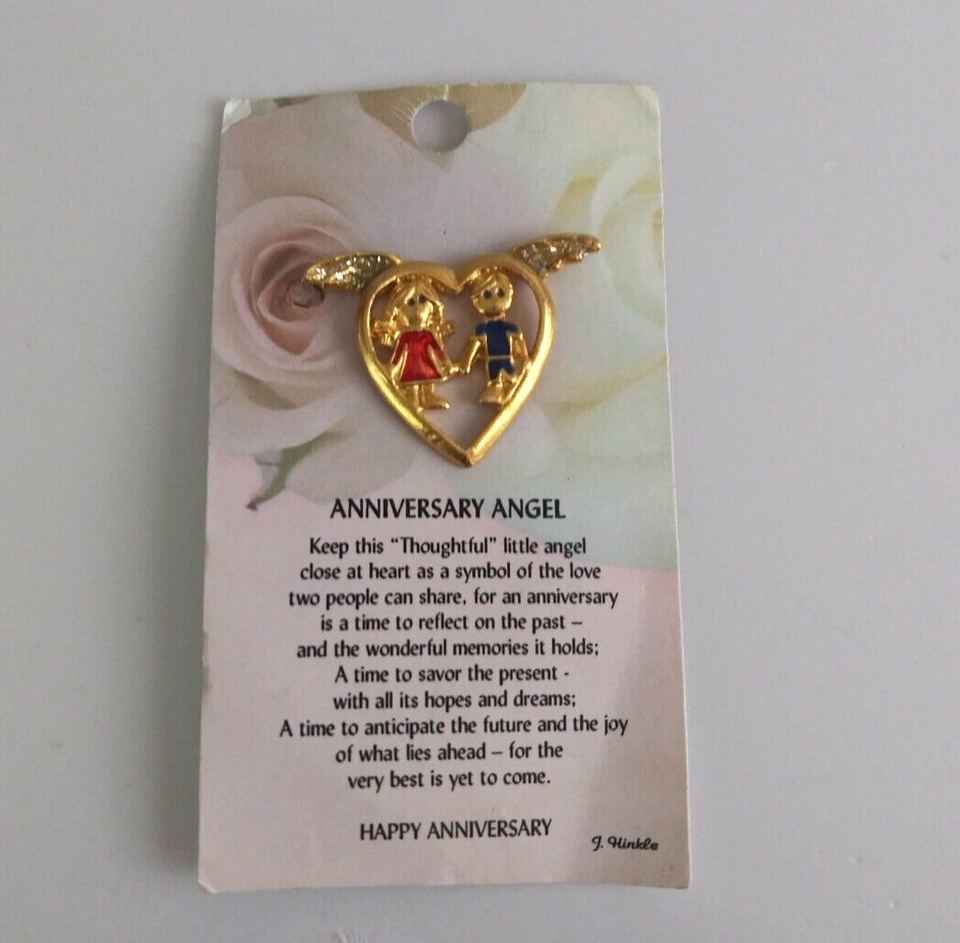 ANNIVERSARY ANGEL
Keep this “Thoughtful” little angel
close at heart as a symbol of the love
two people can share, for an anniversary
is a time to reflect on the past –
and the wonderful memories it holds;
A time to savor the present -
with all its hopes and dreams;
A time to anticipate the future and the joy
of what lies ahead – for the
very best is yet to come.
HAPPY ANNIVERSARY
J. Hinkle